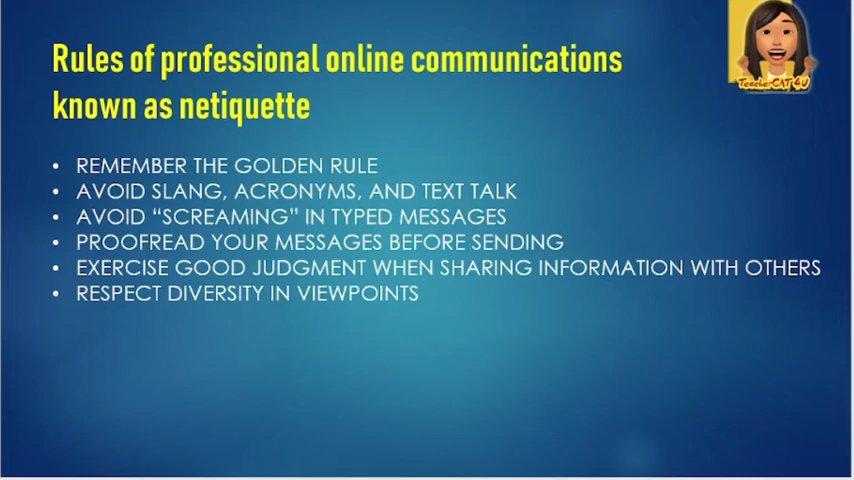 Rules of professional online communications
known as netiquette
• REMEMBER THE GOLDEN RULE
• AVOID SLANG, ACRONYMS, AND TEXT TALK
• AVOID “SCREAMING” IN TYPED MESSAGES
• PROOFREAD YOUR MESSAGES BEFORE SENDING
• EXERCISE GOOD JUDGMENT WHEN SHARING INFORMATION WITH OTHERS
• RESPECT DIVERSITY IN VIEWPOINTS
TeacherCAT4U